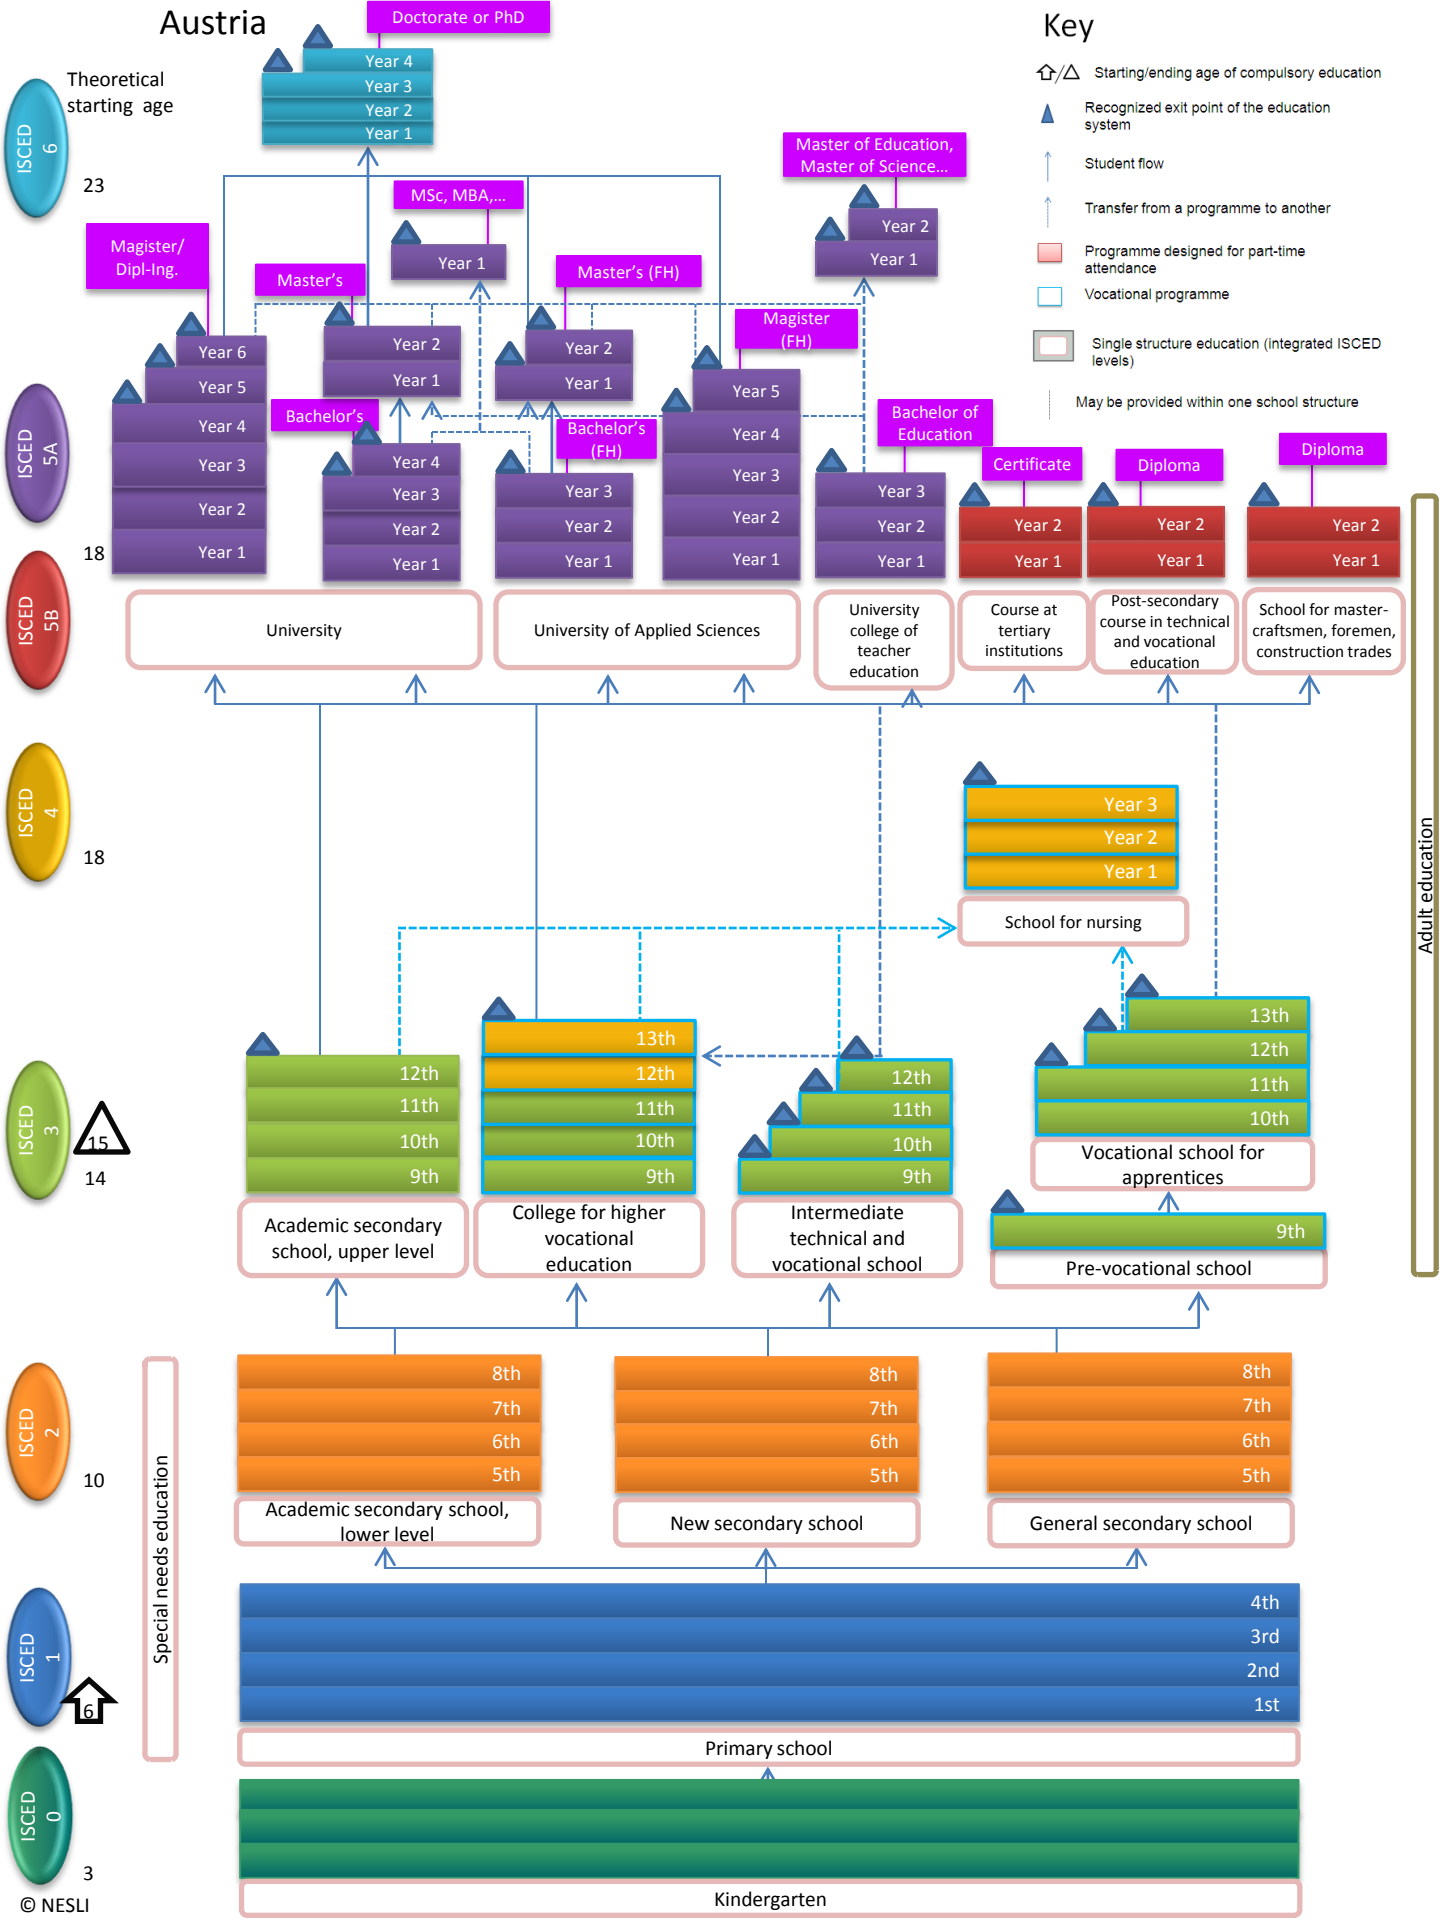 Austria
Key
Doctorate or PhD
Year 4
Year 3
Year 2
Year 1
Theoretical
starting  age
ISCED
6
23
Starting/ending age of compulsory education
Recognized exit point of the education
system
Student flow
Transfer from a programme to another
Programme designed for part-time
attendance
Vocational programme
Single structure education (integrated ISCED
levels)
May be provided within one school structure
Master of Education,
Master of Science...
Year 2
Year 1
MSc, MBA,...
Year 1
Magister/
Dipl-Ing.
Year 6
Year 5
Year 4
Year 3
Year 2
Year 1
Master's
Year 2
Year 1
Bachelor's
Year 4
Year 3
Year 2
Year 1
Master's (FH)
Year 2
Year 1
Bachelor's
(FH)
Year 3
Year 2
Year 1
Magister
(FH)
Year 5
Year 4
Year 3
Year 2
Year 1
Bachelor of
Education
Year 3
Year 2
Year 1
Certificate
Year 2
Year 1
Diploma
Year 2
Year 1
Diploma
Year 2
Year 1
ISCED
5A
18
ISCED
5B
University
University of Applied Sciences
University
college of
teacher
education
Course at
tertiary
institutions
Post-secondary
course in technical
and vocational
education
School for master-
craftsmen, foremen,
construction trades
ISCED
4
18
Year 3
Year 2
Year 1
School for nursing
Adult education
ISCED
3
15
14
12th
11th
10th
9th
Academic secondary
school, upper level
13th
12th
11th
10th
9th
College for higher
vocational
education
12th
11th
10th
9th
Intermediate
technical and
vocational school
13th
12th
11th
10th
Vocational school for
apprentices
9th
Pre-vocational school
ISCED
2
10
8th
7th
6th
5th
Academic secondary school,
lower level
8th
7th
6th
5th
New secondary school
8th
7th
6th
5th
General secondary school
Special needs education
ISCED
1
6
4th
3rd
2nd
1st
Primary school
ISCED
0
3
Kindergarten
© NESLI